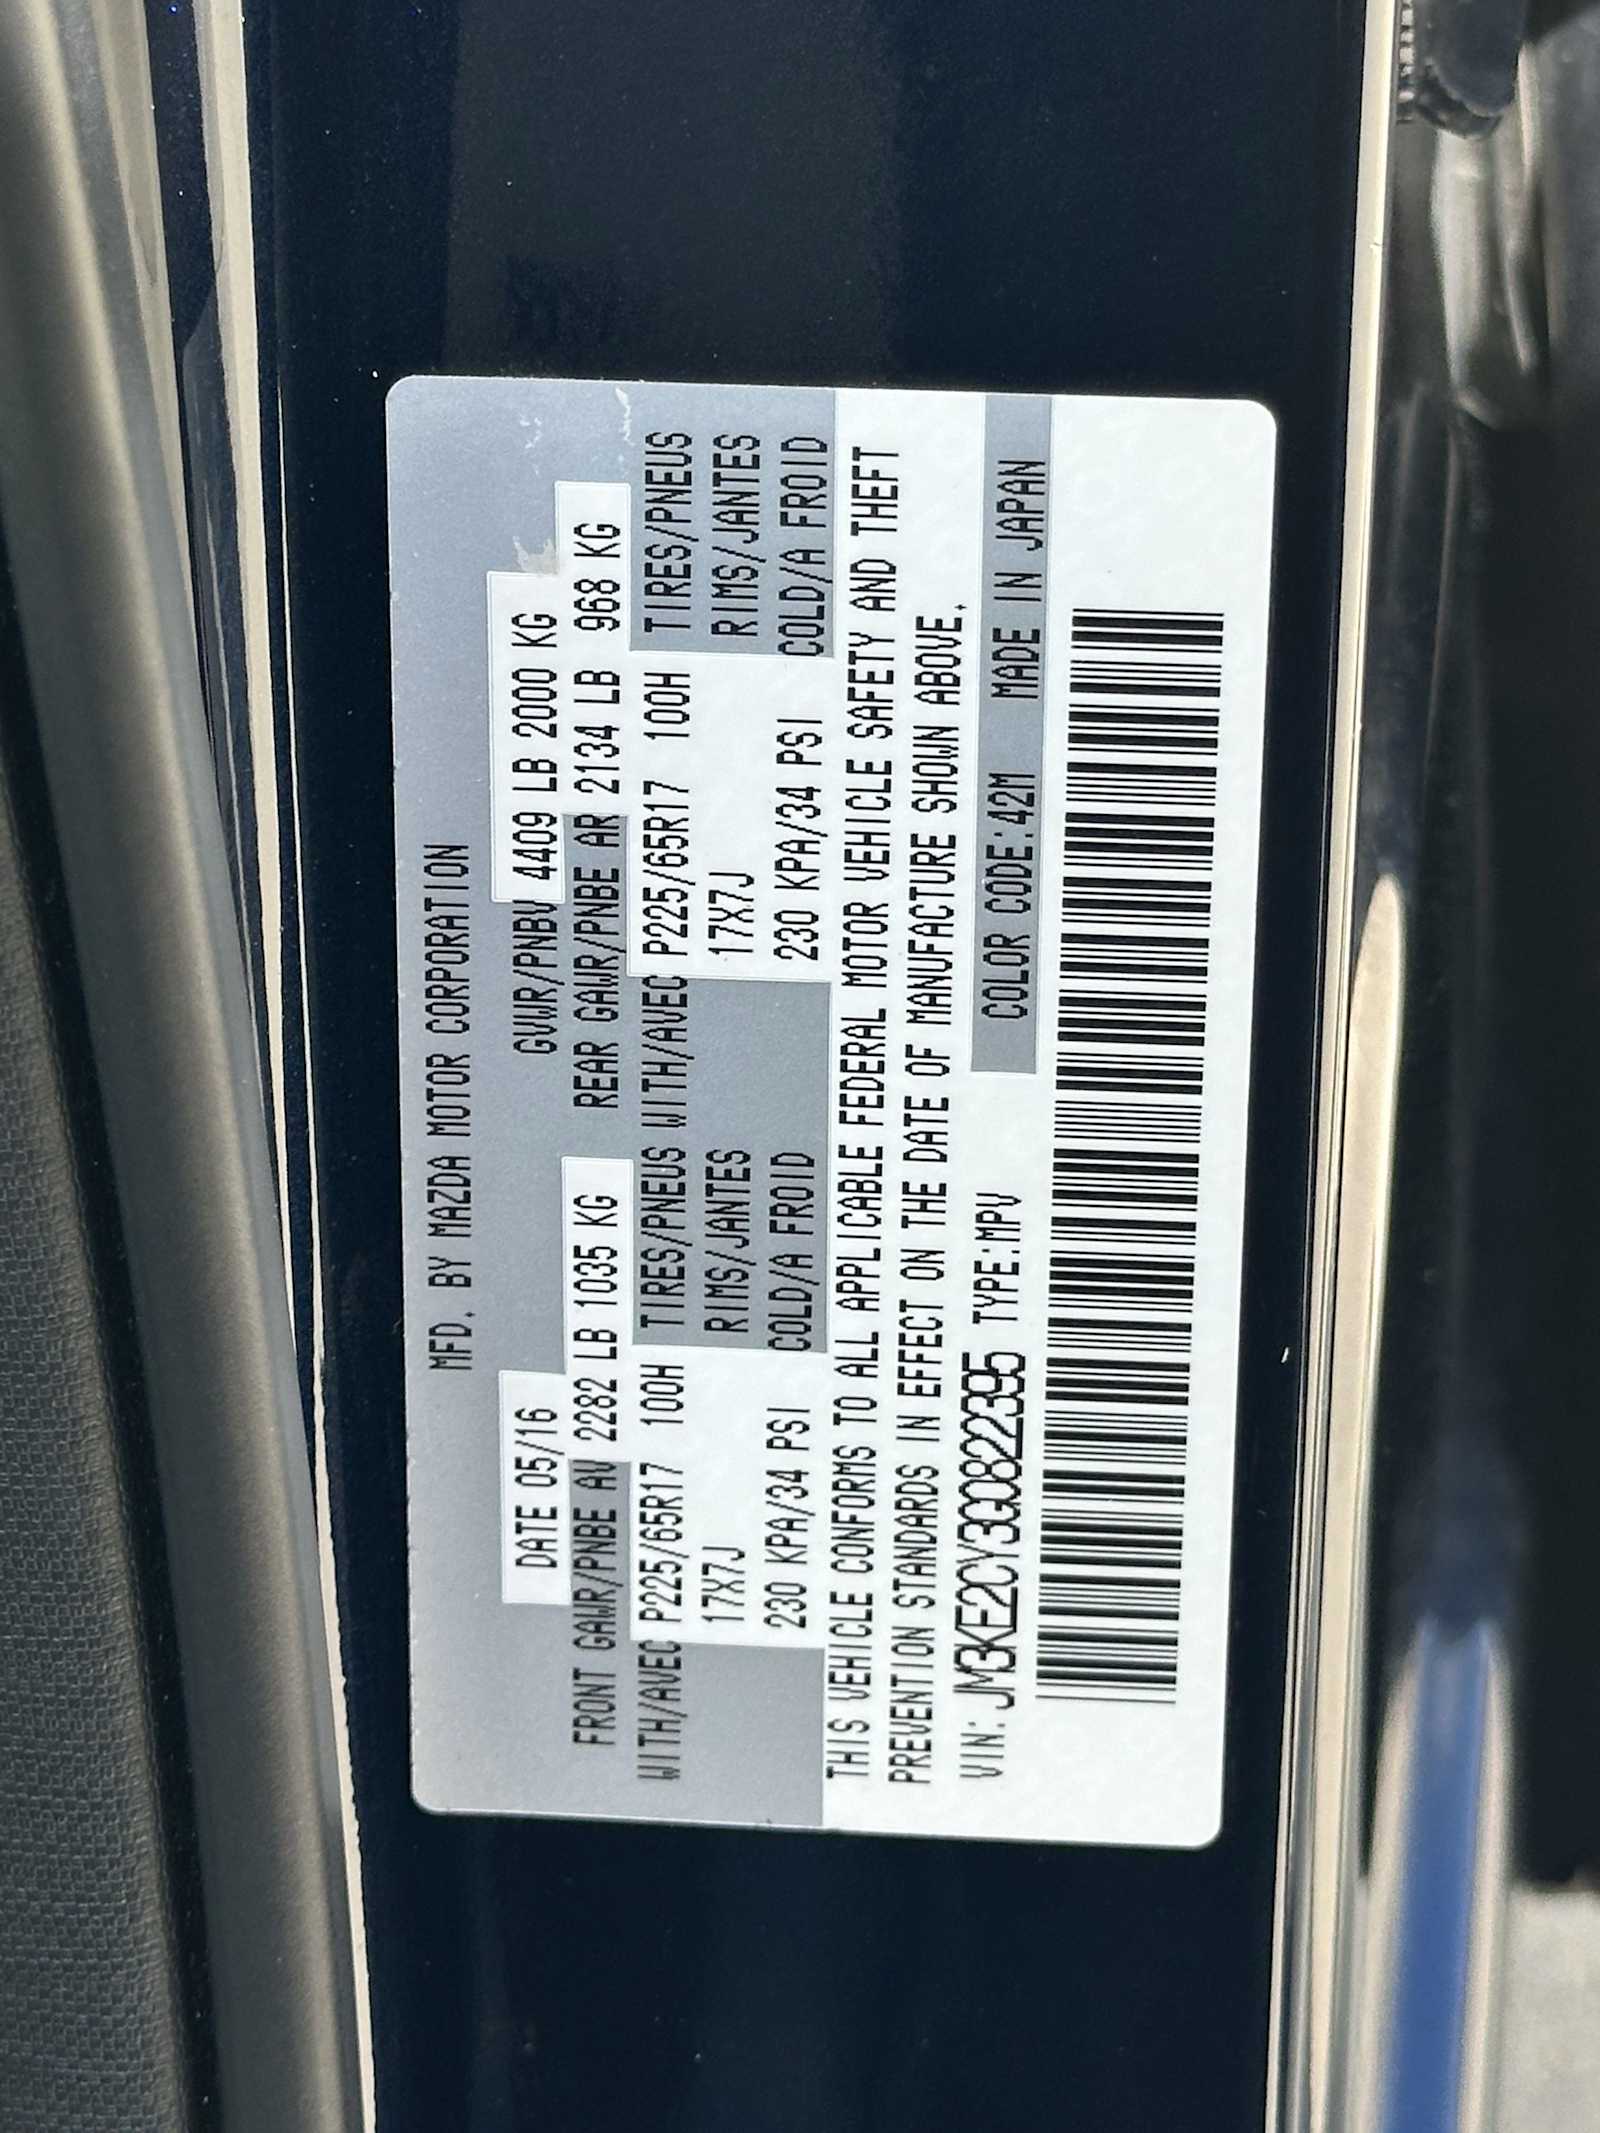 MFD. BY MAZDA MOTOR CORPORATION
DATE 05/16 GVWR/PNBV 4409 LB 2000 KG
FRONT GAWR/PNBE AV 2282 LB 1035 KG REAR GAWR/PNBE AR 2134 LB 968 KG
WITH/AVEC P225/65R17 100H TIRES/PNEUS WITH/AVEC P225/65R17 100H TIRES/PNEUS
17X7J RIMS/JANTES 17X7J RIMS/JANTES
230 KPA/34 PSI COLD/A FROID 230 KPA/34 PSI COLD/A FROID
THIS VEHICLE CONFORMS TO ALL APPLICABLE FEDERAL MOTOR VEHICLE SAFETY AND THEFT
PREVENTION STANDARDS IN EFFECT ON THE DATE OF MANUFACTURE SHOWN ABOVE.
VIN: JM3KE2CY3G0822395 TYPE:MPV COLOR CODE:42M MADE IN JAPAN